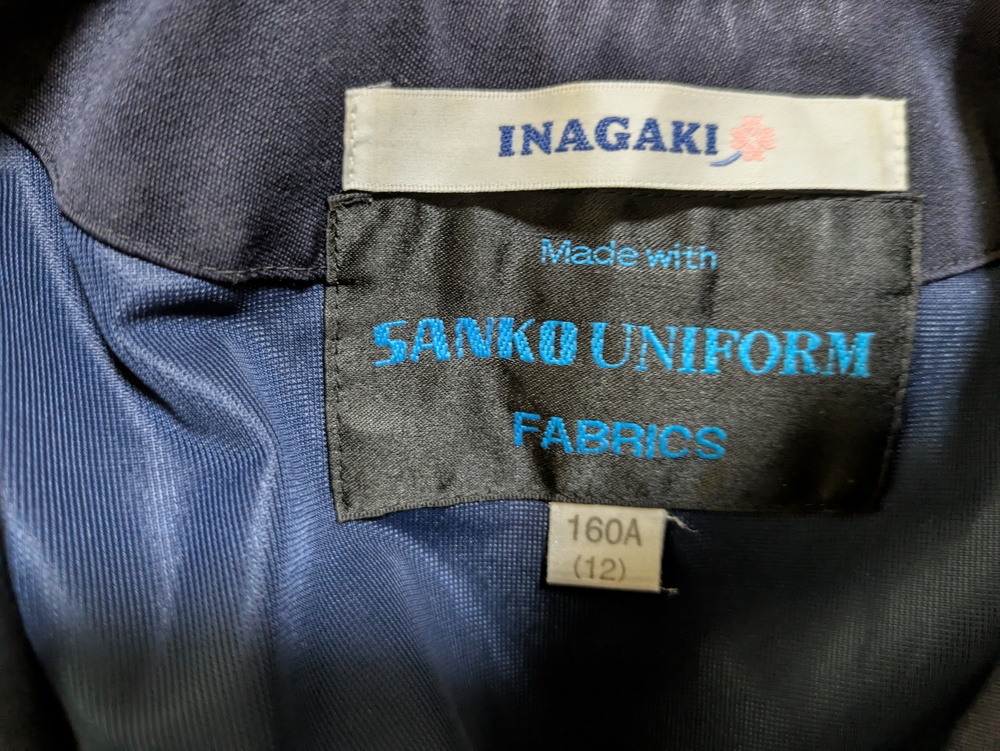 INAGAKI
Made with
SANKO UNIFORM
FABRICS
160A
(12)